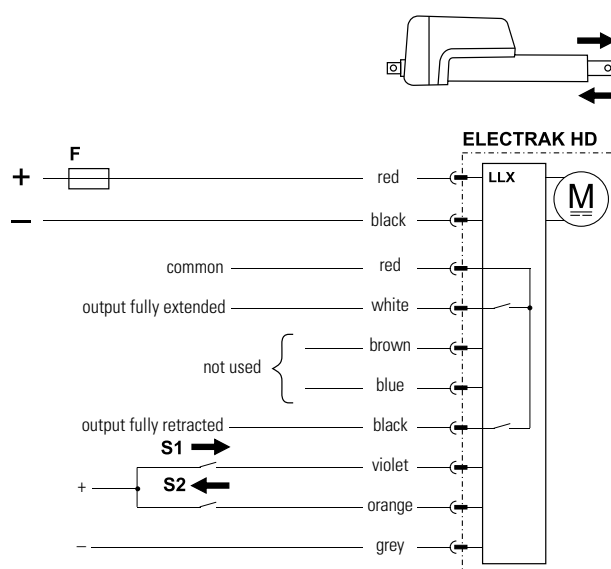 ELECTRAK HD
F
+ red LLX M
– black
common red
output fully extended white
brown
not used
blue
output fully retracted black
S1 violet
+ S2
orange
– grey